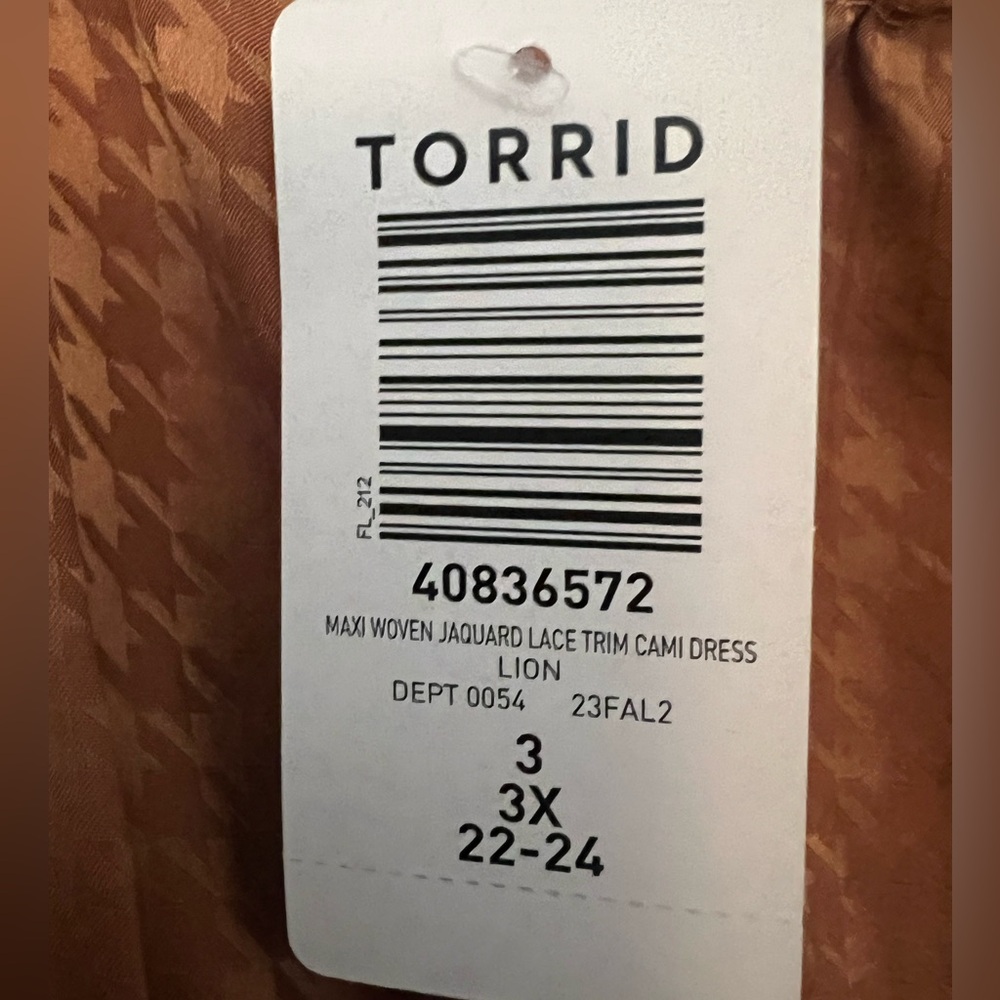 TORRID
FL_212
40836572
MAXI WOVEN JAQUARD LACE TRIM CAMI DRESS
LION
DEPT 0054 23FAL2
3
3X
22-24